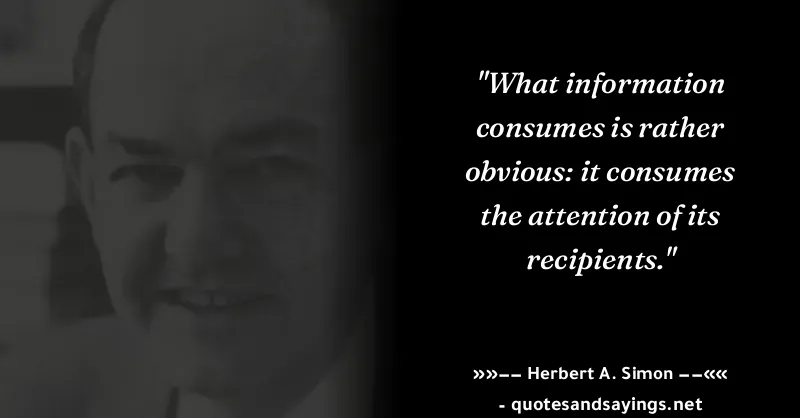 "What information
consumes is rather
obvious: it consumes
the attention of its
recipients."
»»–– Herbert A. Simon ––««
- quotesandsayings.net